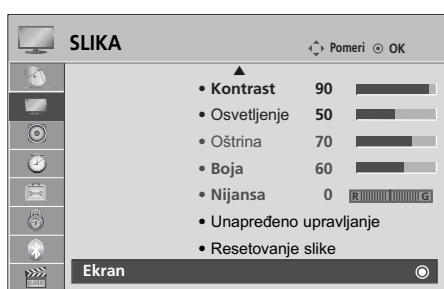 SLIKA Pomeri OK
• Kontrast 90
• Osvetljenje 50
• Oštrina 70
• Boja 60
• Nijansa 0 R G
• Unapređeno upravljanje
• Resetovanje slike
Ekran